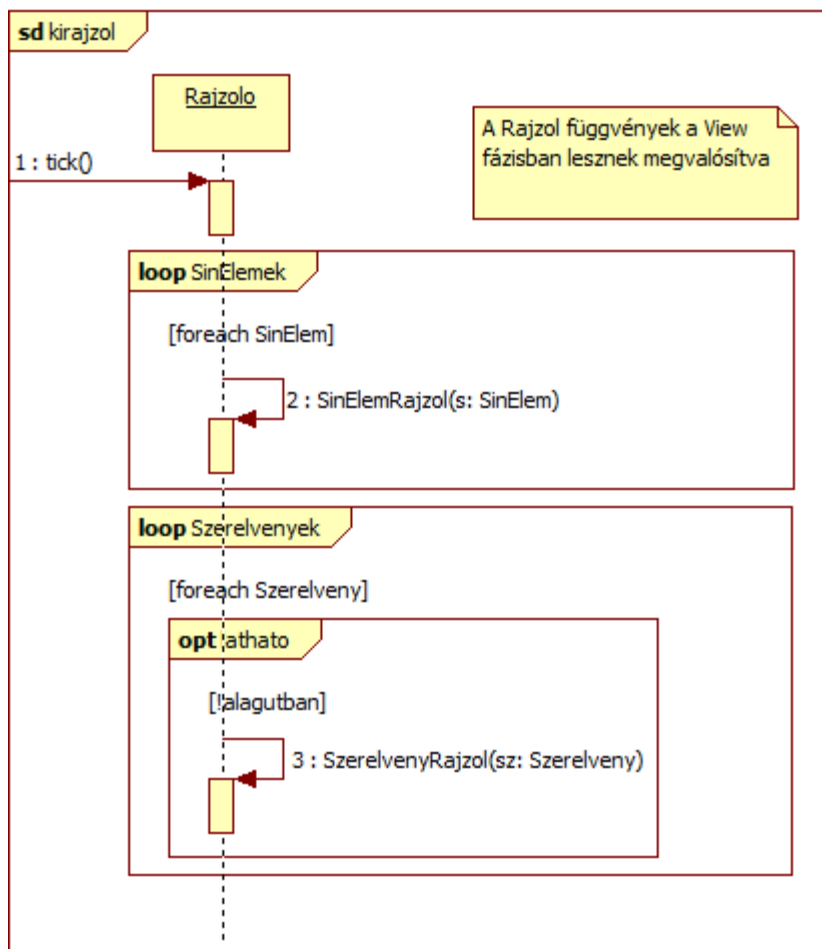 sd kirajzol
Rajzolo
A Rajzol függvények a View
fázisban lesznek megvalósítva
1 : tick()
loop SinElemek
[foreach SinElem]
2 : SinElemRajzol(s: SinElem)
loop Szerelvenyek
[foreach Szerelveny]
opt lathato
[!alagutban]
3 : SzerelvenyRajzol(sz: Szerelveny)